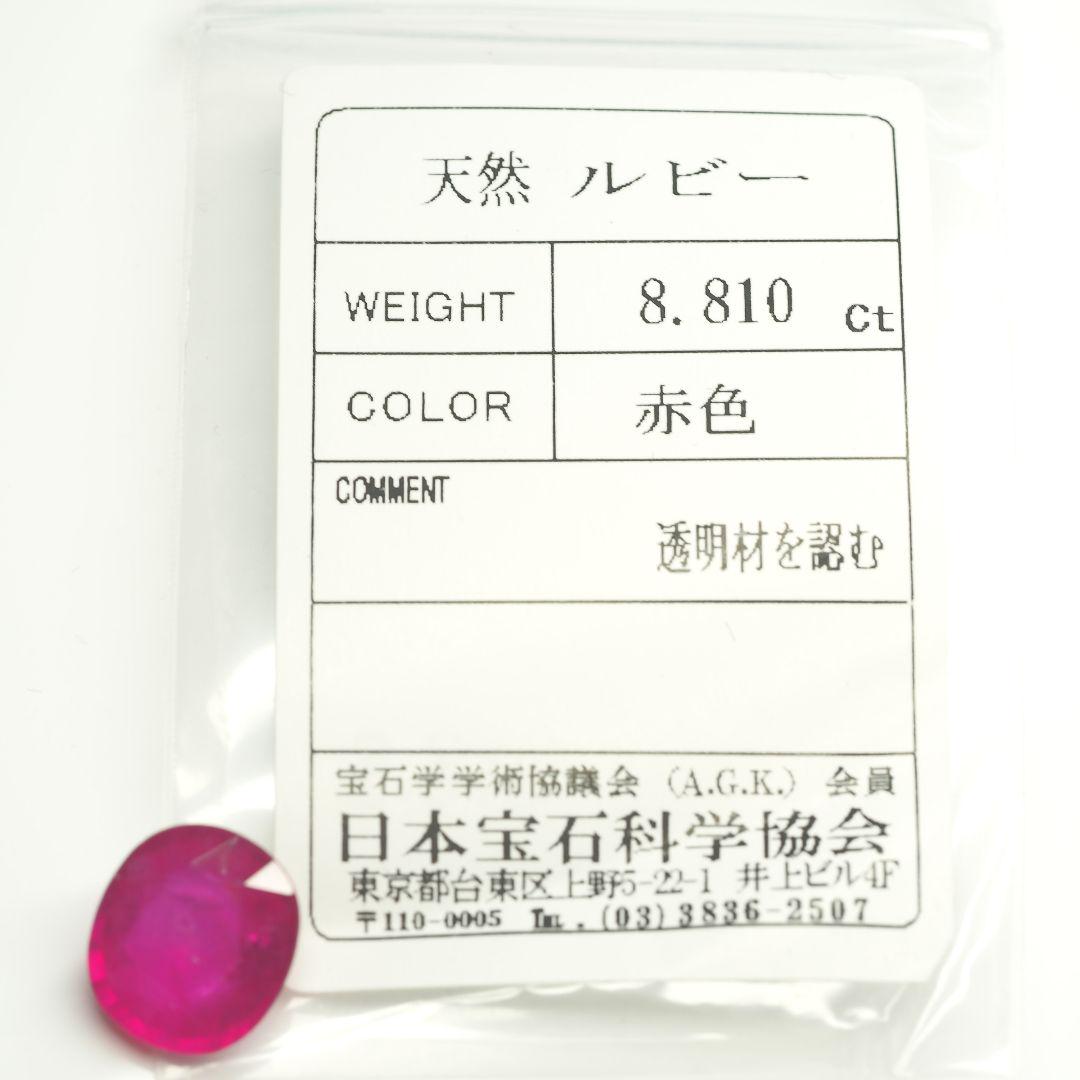 天然 ルビー
WEIGHT 8.810 Ct
COLOR 赤色
COMMENT
透明材を認む
宝石学学術協議会 (A.G.K.) 会員
日本宝石科学協会
東京都台東区上野5-22-1 井上ビル4F
〒110-0005 TEL.(03)3836-2507